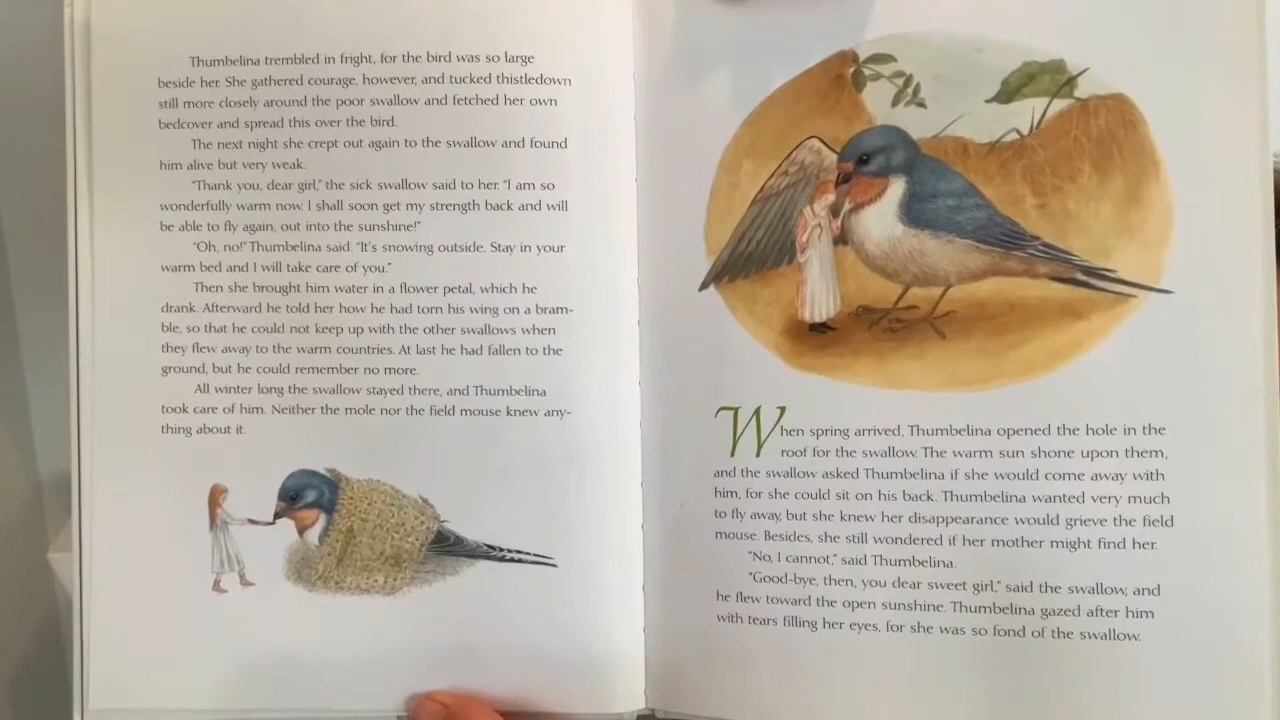 Thumbelina trembled in fright, for the bird was so large
beside her. She gathered courage, however, and tucked thistledown
still more closely around the poor swallow and fetched her own
bedcover and spread this over the bird.
The next night she crept out again to the swallow and found
him alive but very weak.
"Thank you, dear girl," the sick swallow said to her. "I am so
wonderfully warm now. I shall soon get my strength back and will
be able to fly again, out into the sunshine!"
"Oh, no!" Thumbelina said. "It's snowing outside. Stay in your
warm bed and I will take care of you."
Then she brought him water in a flower petal, which he
drank. Afterward he told her how he had torn his wing on a bram-
ble, so that he could not keep up with the other swallows when
they flew away to the warm countries. At last he had fallen to the
ground, but he could remember no more.
All winter long the swallow stayed there, and Thumbelina
took care of him. Neither the mole nor the field mouse knew any-
thing about it.
When spring arrived, Thumbelina opened the hole in the
roof for the swallow. The warm sun shone upon them,
and the swallow asked Thumbelina if she would come away with
him, for she could sit on his back. Thumbelina wanted very much
to fly away, but she knew her disappearance would grieve the field
mouse. Besides, she still wondered if her mother might find her.
"No, I cannot," said Thumbelina.
"Good-bye, then, you dear sweet girl," said the swallow, and
he flew toward the open sunshine. Thumbelina gazed after him
with tears filling her eyes, for she was so fond of the swallow.